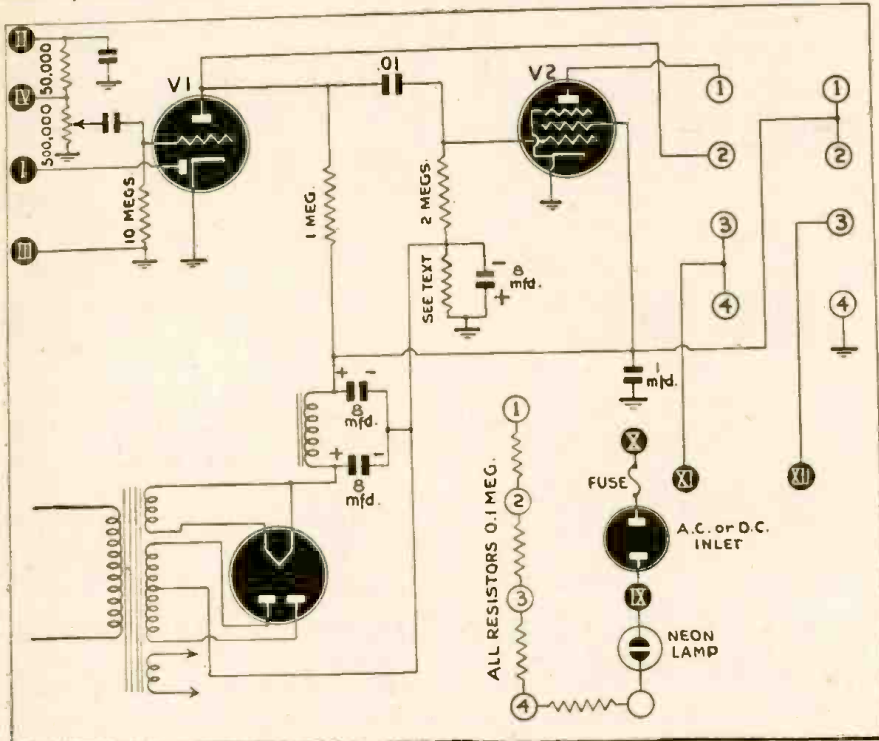 II
50,000
IV
500,000
I
III
10 MEGS.
V1
.01
1 MEG.
2 MEGS.
SEE TEXT
-
+
8
mfd.
V2
1
2
3
4
1
2
3
4
+ -
8
mfd.
+ -
8
mfd.
1
mfd.
ALL RESISTORS 0.1 MEG.
1
2
3
4
X
FUSE
A.C. or D.C.
INLET
IX
NEON
LAMP
XI
XII